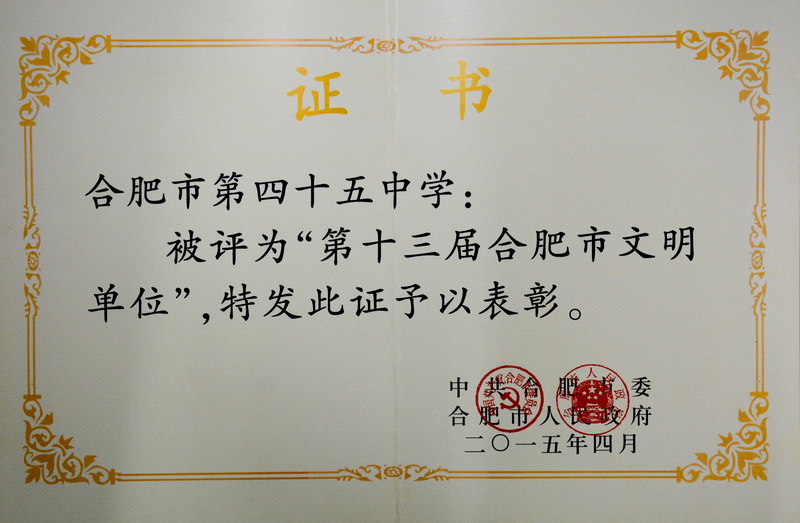 证 书
合肥市第四十五中学：
被评为“第十三届合肥市文明
单位”,特发此证予以表彰。
中共合肥市委
合肥市人民政府
二〇一五年四月